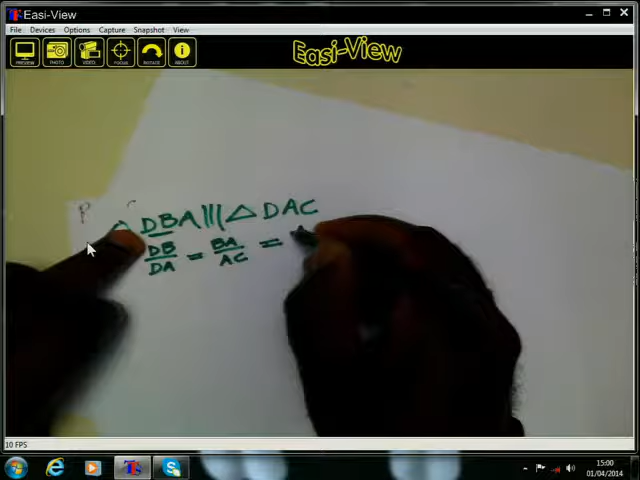 Easi-View
File Devices Options Capture Snapshot View
PREVIEW PHOTO VIDEO FOCUS ROTATE ABOUT
Easi-View
P
△ DBA ||| △ DAC
DB/DA = BA/AC =
10 FPS
15:00
01/04/2014